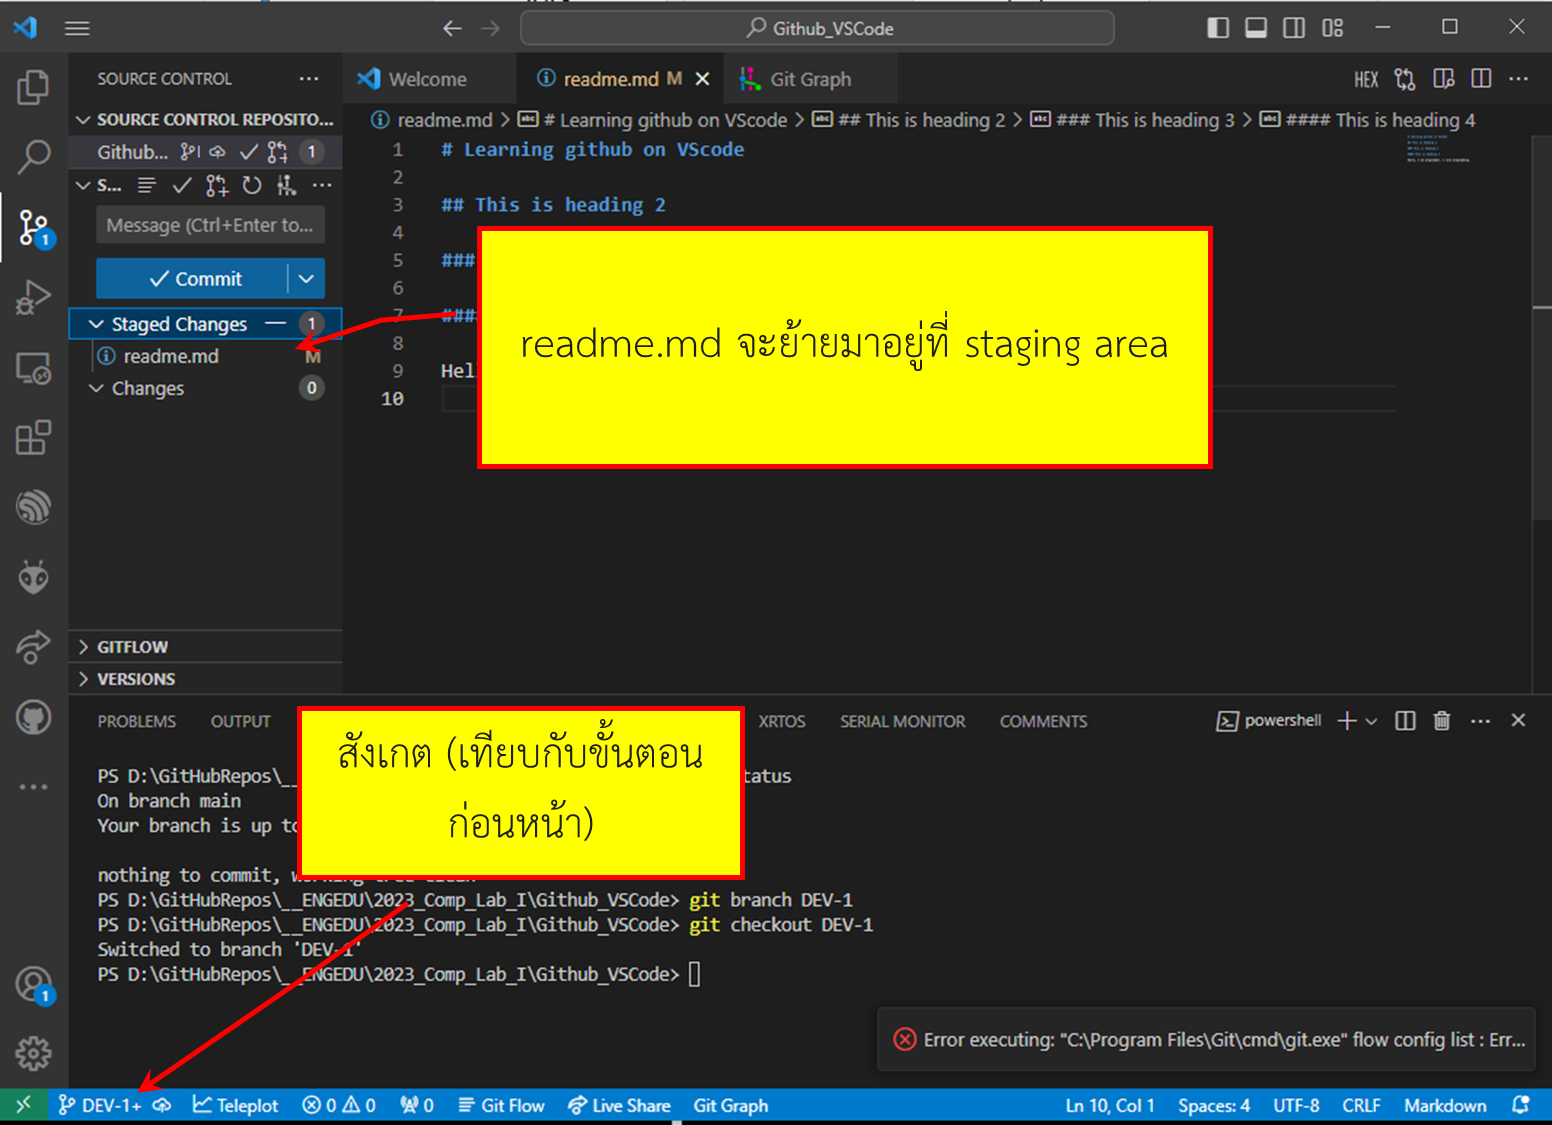 Github_VSCode
SOURCE CONTROL
Welcome
readme.md M
Git Graph
HEX
SOURCE CONTROL REPOSITO...
readme.md > # Learning github on VScode > ## This is heading 2 > ### This is heading 3 > #### This is heading 4
Github... 1
S...
Message (Ctrl+Enter to...
Commit
Staged Changes 1
readme.md M
Changes 0
1 # Learning github on VScode
2
3 ## This is heading 2
4
5 ###
6
7 ###
8
9 Hel
10
readme.md จะย้ายมาอยู่ที่ staging area
GITFLOW
VERSIONS
PROBLEMS OUTPUT XRTOS SERIAL MONITOR COMMENTS powershell
สังเกต (เทียบกับขั้นตอน
ก่อนหน้า)
PS D:\GitHubRepos\__ tatus
On branch main
Your branch is up to
nothing to commit, working tree clean
PS D:\GitHubRepos\__ENGEDU\2023_Comp_Lab_I\Github_VSCode> git branch DEV-1
PS D:\GitHubRepos\__ENGEDU\2023_Comp_Lab_I\Github_VSCode> git checkout DEV-1
Switched to branch 'DEV-1'
PS D:\GitHubRepos\__ENGEDU\2023_Comp_Lab_I\Github_VSCode>
Error executing: "C:\Program Files\Git\cmd\git.exe" flow config list : Err...
1
1
DEV-1+ Teleplot 0 0 0 Git Flow Live Share Git Graph Ln 10, Col 1 Spaces: 4 UTF-8 CRLF Markdown